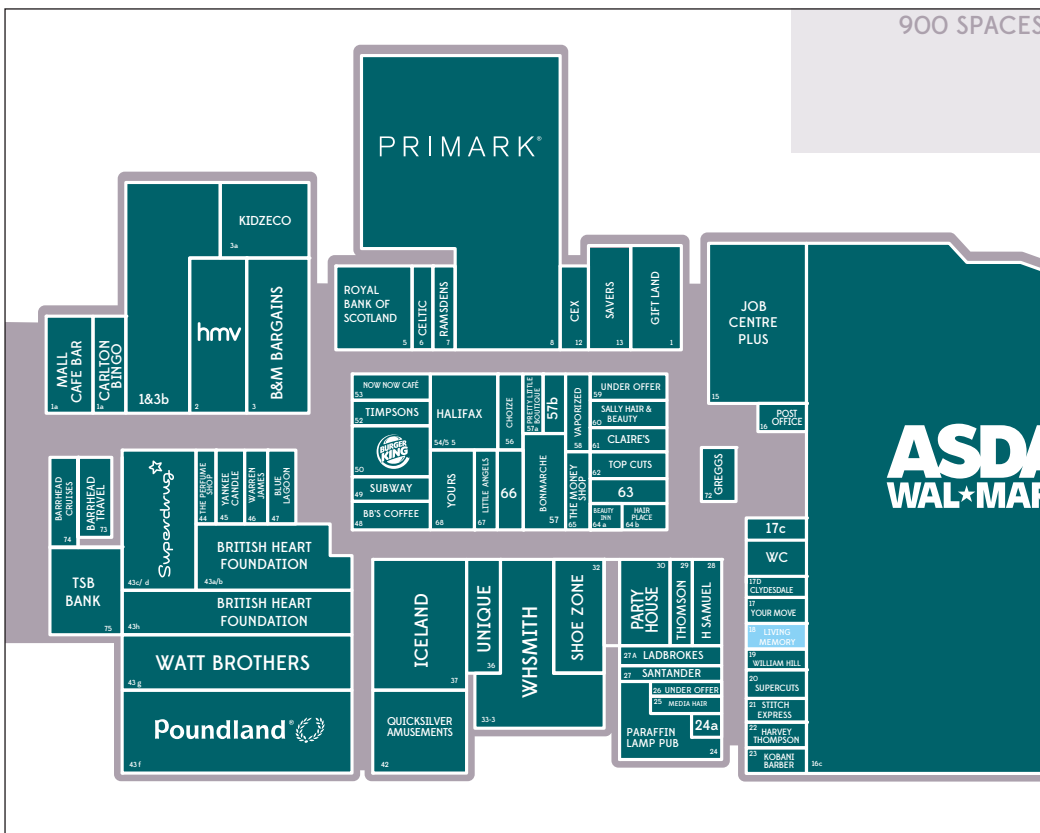 900 SPACES
PRIMARK®
8
KIDZECO
3a
1&3b
hmv
2
B&M BARGAINS
3
MALL
CAFE BAR
1a
CARLTON
BINGO
1a
ROYAL
BANK OF
SCOTLAND
5
CELTIC
6
RAMSDENS
7
CEX
12
SAVERS
13
GIFT LAND
1
JOB
CENTRE
PLUS
15
POST
OFFICE
16
ASDA
WAL★MAR
16c
NOW NOW CAFÉ
53
TIMPSONS
52
BURGER
KING
50
SUBWAY
49
BB'S COFFEE
48
HALIFAX
54/5 5
YOURS
68
CHOIZE
56
LITTLE ANGELS
67
66
PRETTY LITTLE
BOUTIQUE
57a
57b
BONMARCHE
57
VAPORIZED
58
THE MONEY
SHOP
65
UNDER OFFER
59
SALLY HAIR &
BEAUTY
60
CLAIRE'S
61
TOP CUTS
62
63
BEAUTY
INN
64 a
HAIR
PLACE
64 b
GREGGS
72
BARRHEAD
CRUISES
74
BARRHEAD
TRAVEL
73
TSB
BANK
75
Superdrug
43c/ d
THE PERFUME
SHOP
44
YANKEE
CANDLE
45
WARREN
JAMES
46
BLUE
LAGOON
47
BRITISH HEART
FOUNDATION
43a/b
BRITISH HEART
FOUNDATION
43h
WATT BROTHERS
43 g
Poundland®
43 f
ICELAND
37
QUICKSILVER
AMUSEMENTS
42
UNIQUE
36
WHSMITH
33-3
SHOE ZONE
32
PARTY
HOUSE
30
THOMSON
29
H SAMUEL
28
27A LADBROKES
27 SANTANDER
26 UNDER OFFER
25 MEDIA HAIR
24a
PARAFFIN
LAMP PUB
24
17c
WC
17D
CLYDESDALE
17
YOUR MOVE
18 LIVING
MEMORY
19
WILLIAM HILL
20
SUPERCUTS
21 STITCH
EXPRESS
22 HARVEY
THOMPSON
23 KOBANI
BARBER